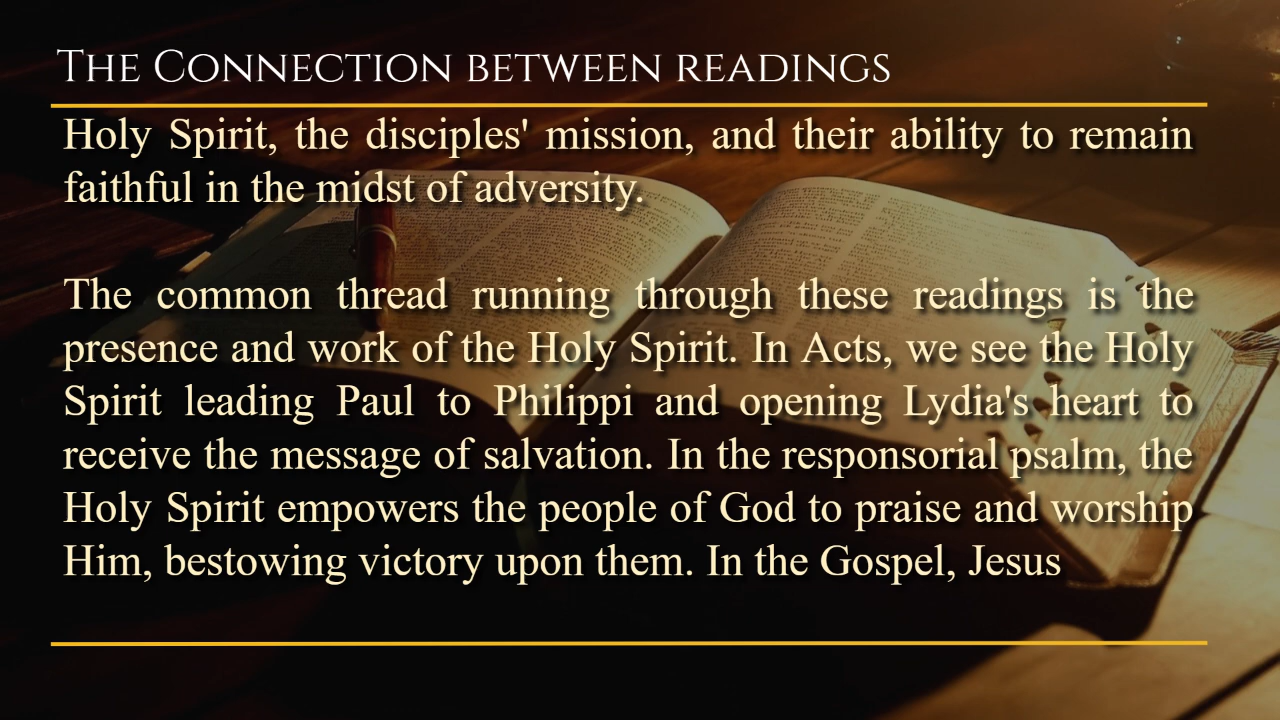 The Connection between readings
Holy Spirit, the disciples' mission, and their ability to remain
faithful in the midst of adversity.
The common thread running through these readings is the
presence and work of the Holy Spirit. In Acts, we see the Holy
Spirit leading Paul to Philippi and opening Lydia's heart to
receive the message of salvation. In the responsorial psalm, the
Holy Spirit empowers the people of God to praise and worship
Him, bestowing victory upon them. In the Gospel, Jesus